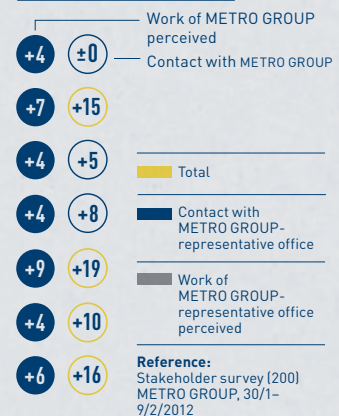 Work of METRO GROUP
perceived
+4 ±0
Contact with METRO GROUP
+7 +15
+4 +5
Total
+4 +8
Contact with
METRO GROUP-
representative office
+9 +19
Work of
METRO GROUP-
representative office
perceived
+4 +10
+6 +16
Reference:
Stakeholder survey (200)
METRO GROUP, 30/1–
9/2/2012